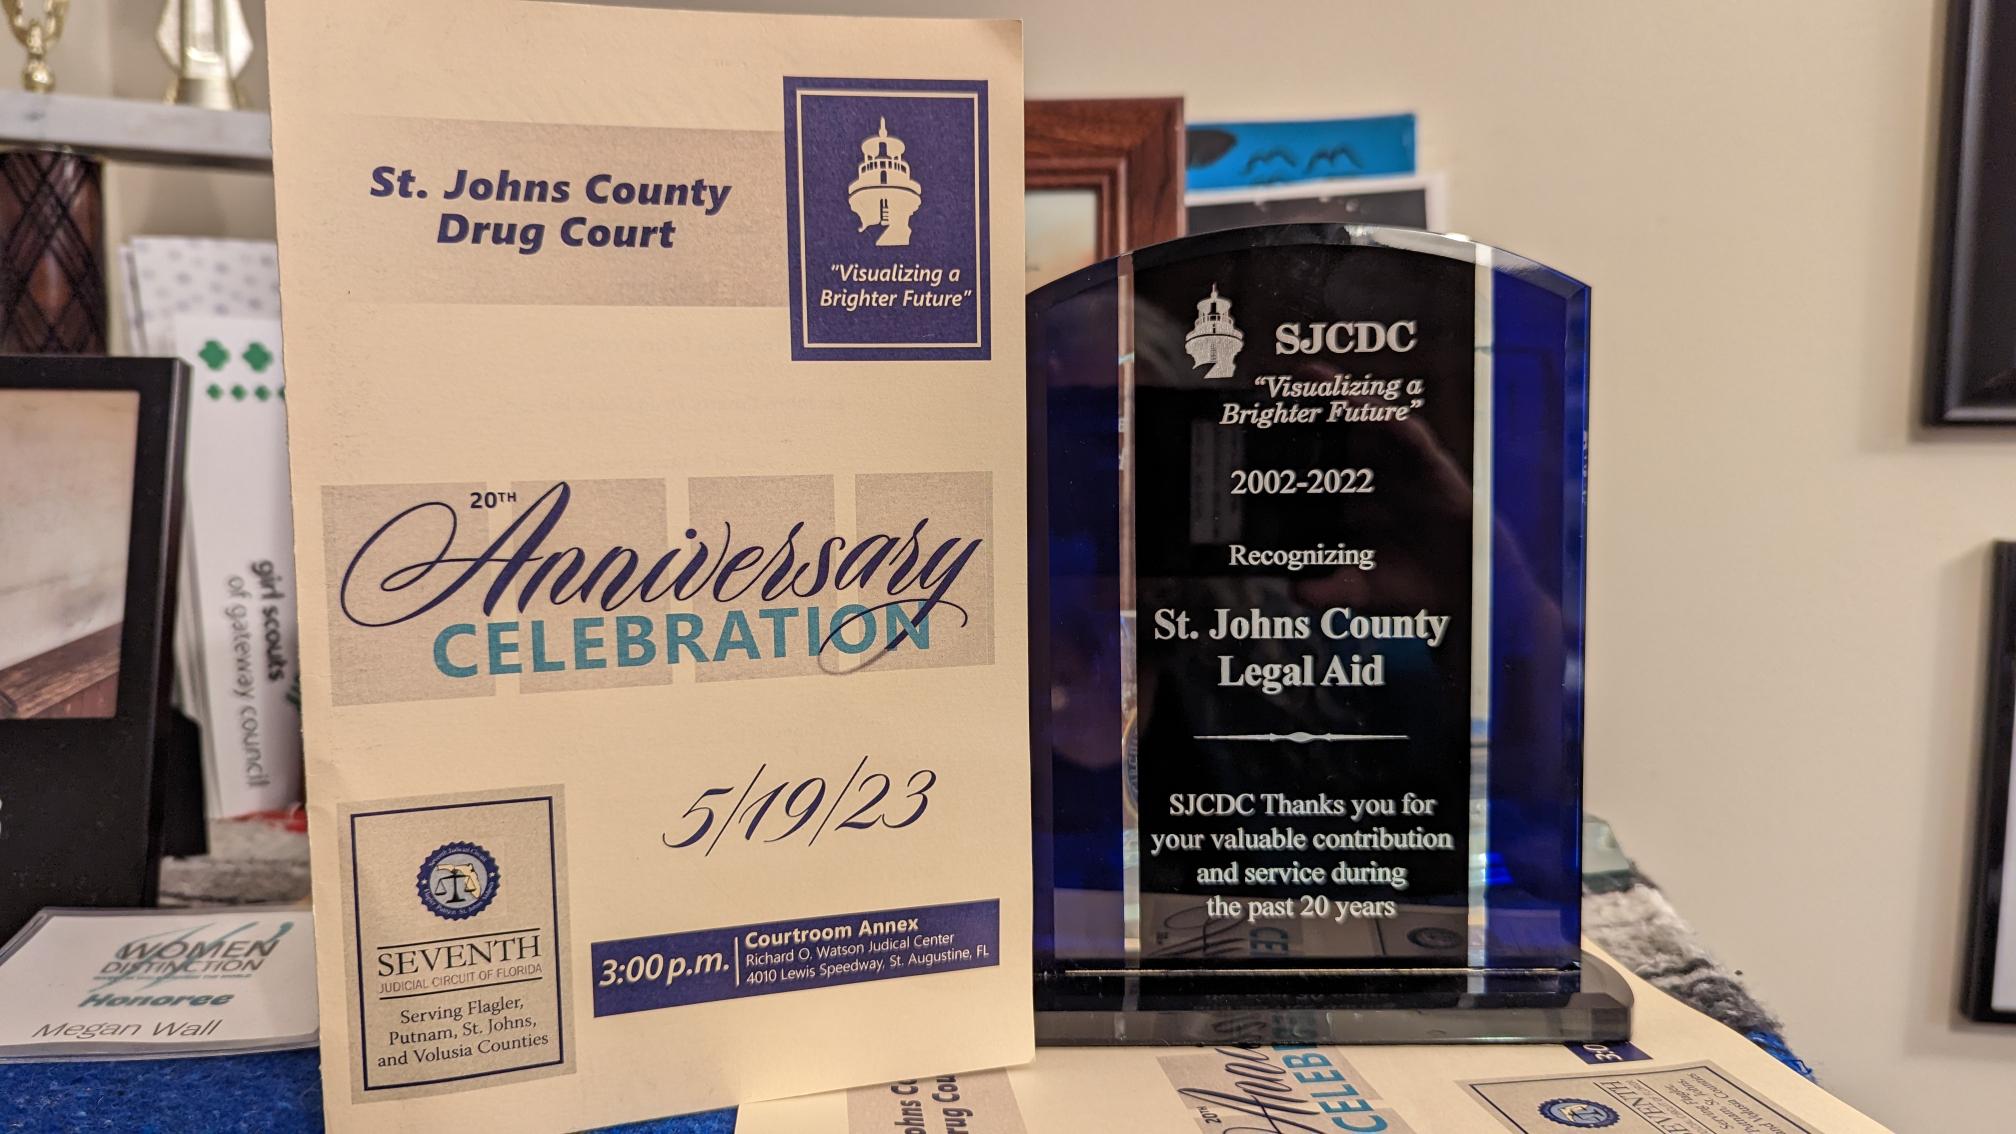 St. Johns County
Drug Court
"Visualizing a
Brighter Future"
20TH
Anniversary
CELEBRATION
5/19/23
SEVENTH
JUDICIAL CIRCUIT OF FLORIDA
Serving Flagler,
Putnam, St. Johns,
and Volusia Counties
3:00 p.m.
Courtroom Annex
Richard O. Watson Judicial Center
4010 Lewis Speedway, St. Augustine, FL
SJCDC
"Visualizing a
Brighter Future"
2002-2022
Recognizing
St. Johns County
Legal Aid
SJCDC Thanks you for
your valuable contribution
and service during
the past 20 years
girl scouts
of gateway council
WOMEN
DISTINCTION
Honoree
Megan Wall